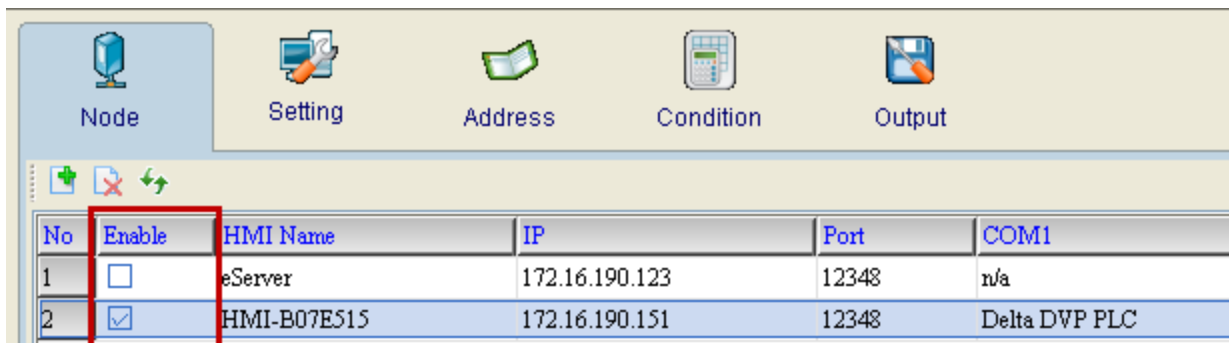 Node Setting Address Condition Output
No Enable HMI Name IP Port COM1
1 eServer 172.16.190.123 12348 n/a
2 HMI-B07E515 172.16.190.151 12348 Delta DVP PLC